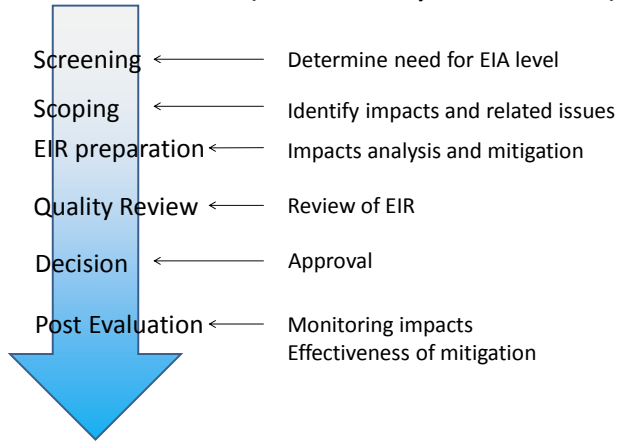 Screening Determine need for EIA level
Scoping Identify impacts and related issues
EIR preparation Impacts analysis and mitigation
Quality Review Review of EIR
Decision Approval
Post Evaluation Monitoring impacts
Effectiveness of mitigation